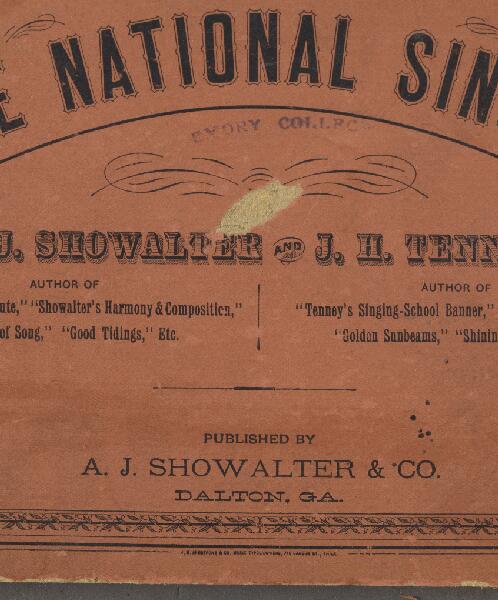 E NATIONAL SIN
EMORY COLLEG
J. SHOWALTER AND J. H. TENN
AUTHOR OF
ute," "Showalter's Harmony & Composition,"
of Song," "Good Tidings," Etc.
AUTHOR OF
"Tenney's Singing-School Banner,"
"Golden Sunbeams," "Shinin
PUBLISHED BY
A. J. SHOWALTER & CO.
DALTON, GA.